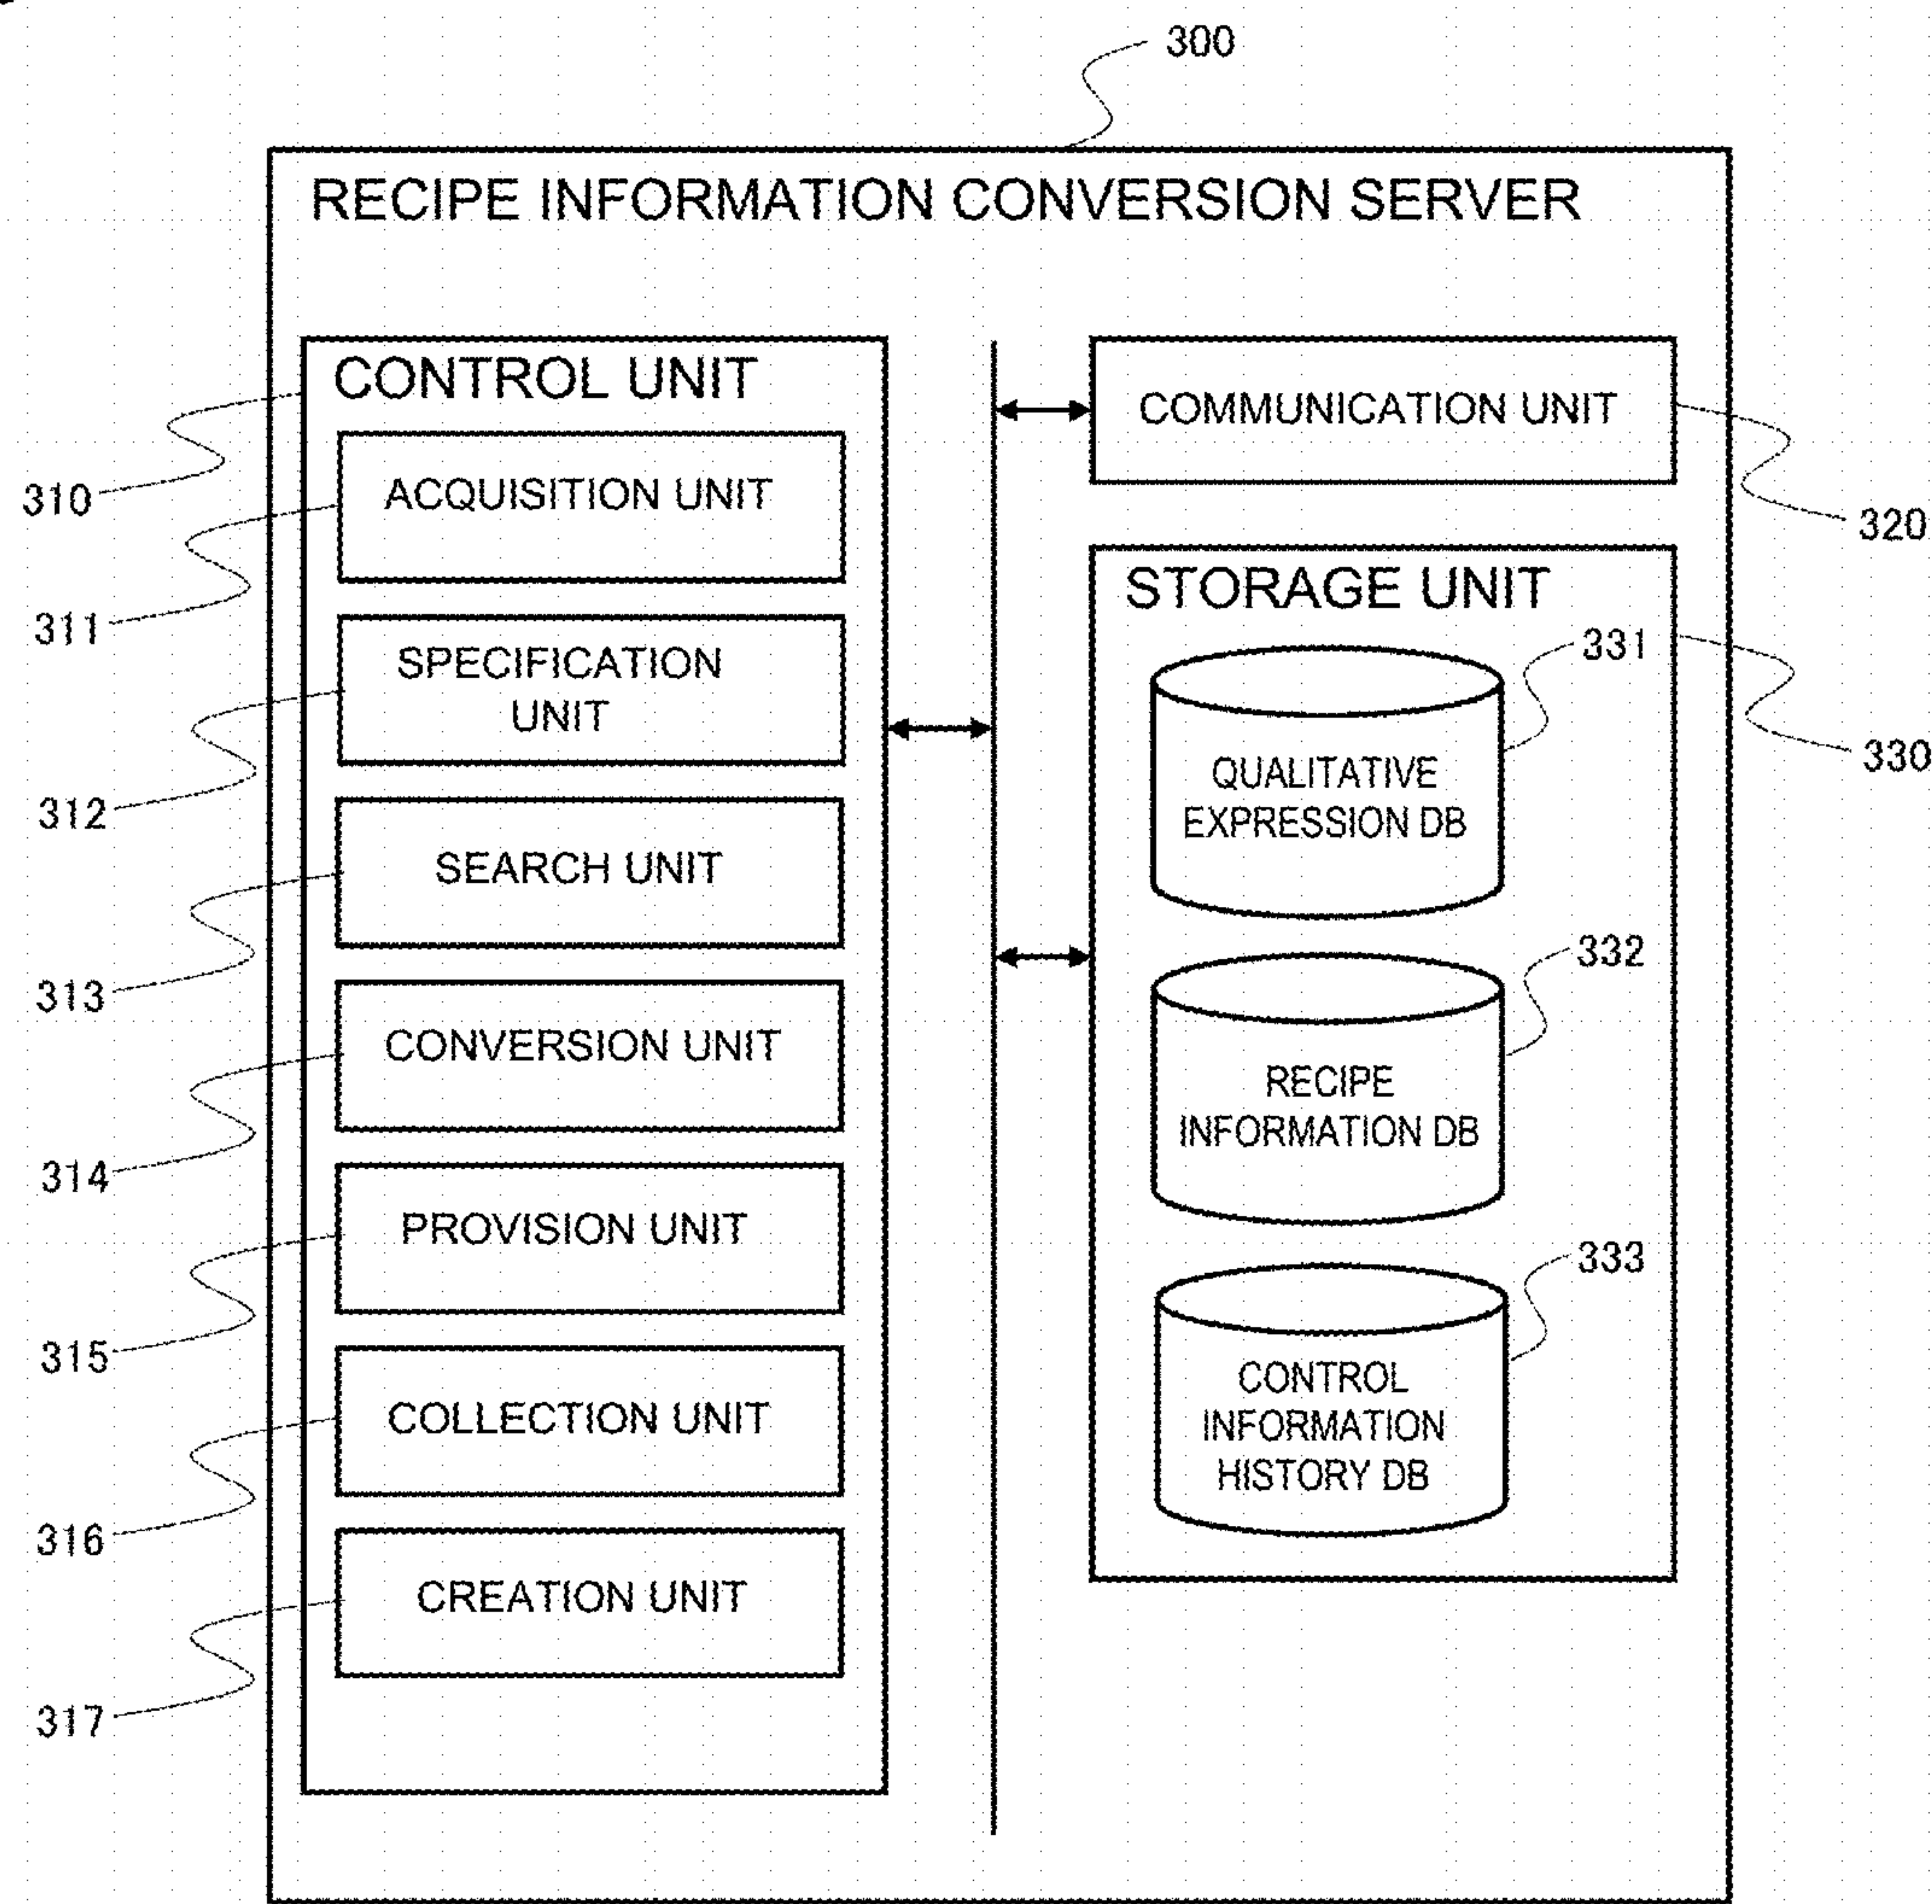 300
RECIPE INFORMATION CONVERSION SERVER
CONTROL UNIT
310
ACQUISITION UNIT
311
SPECIFICATION
UNIT
312
SEARCH UNIT
313
CONVERSION UNIT
314
PROVISION UNIT
315
COLLECTION UNIT
316
CREATION UNIT
317
COMMUNICATION UNIT
320
STORAGE UNIT
330
331
QUALITATIVE
EXPRESSION DB
332
RECIPE
INFORMATION DB
333
CONTROL
INFORMATION
HISTORY DB